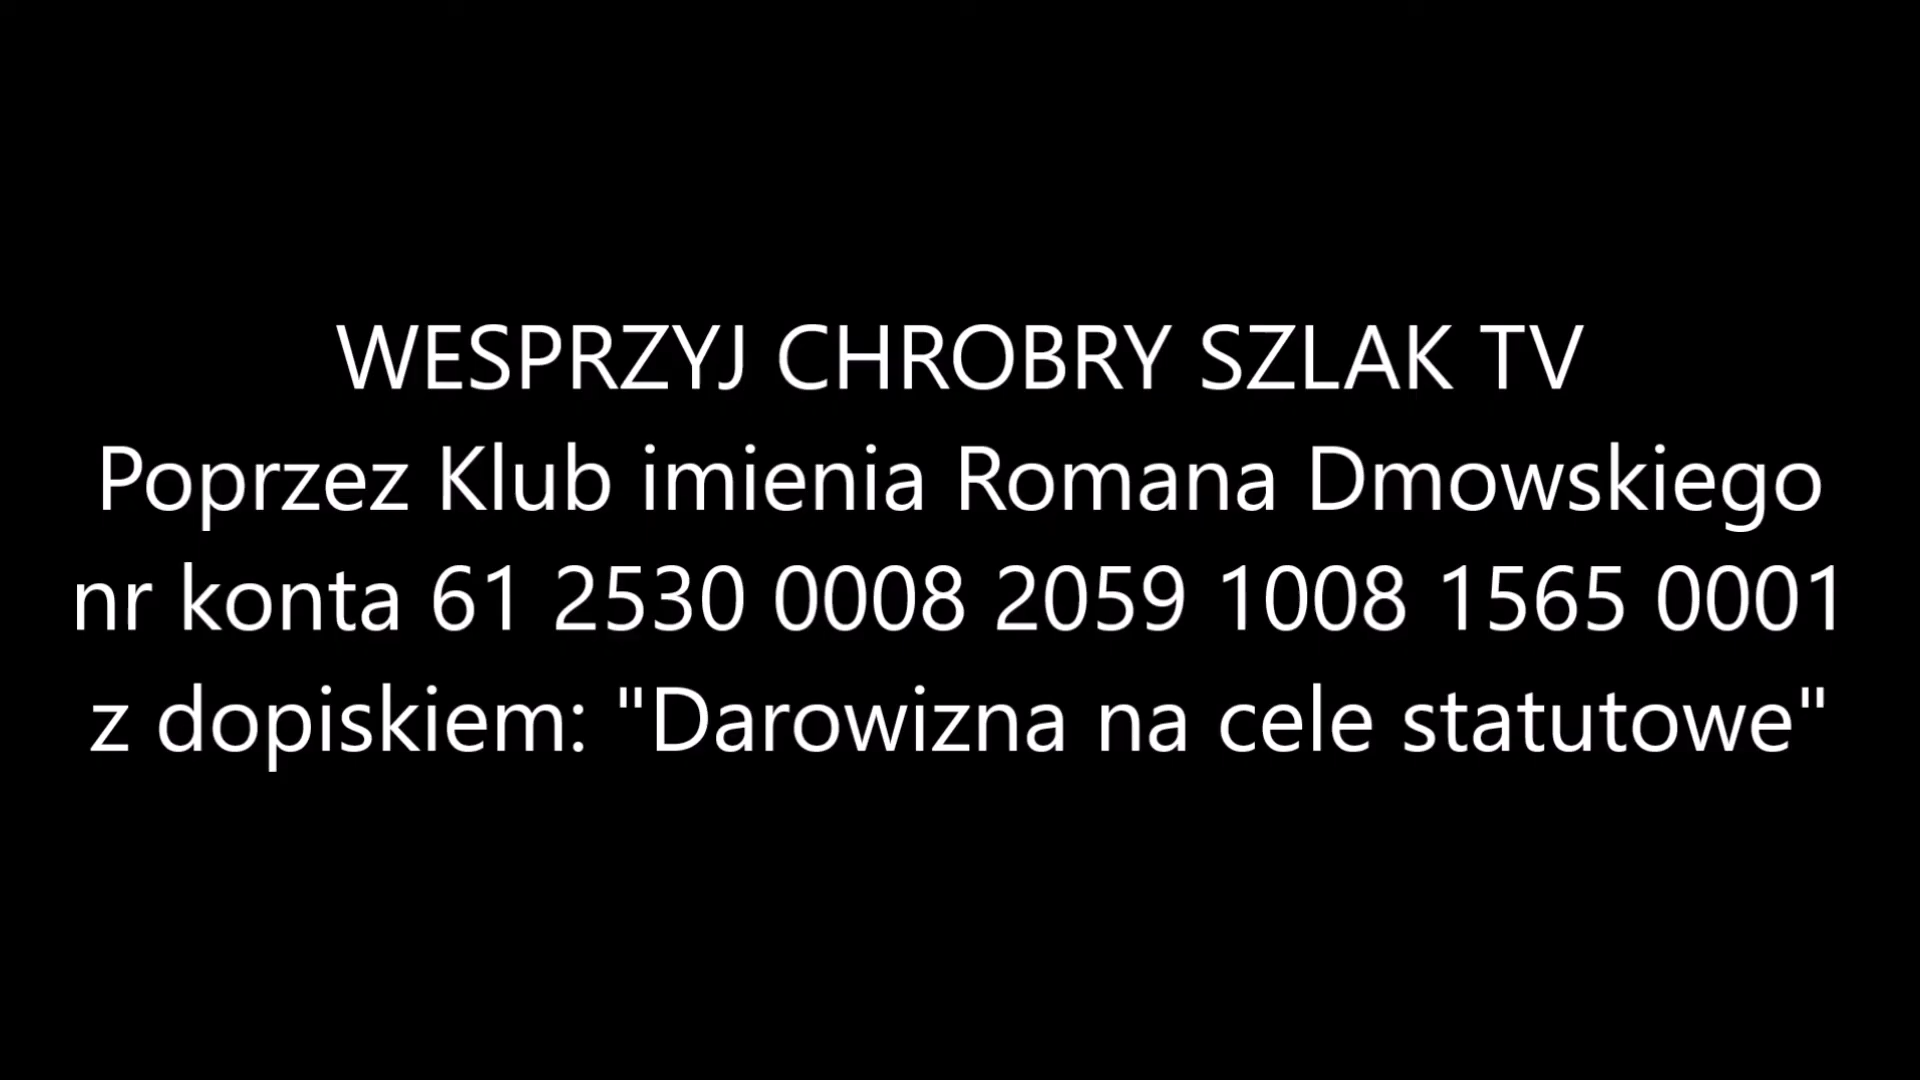 WESPRZYJ CHROBRY SZLAK TV
Poprzez Klub imienia Romana Dmowskiego
nr konta 61 2530 0008 2059 1008 1565 0001
z dopiskiem: "Darowizna na cele statutowe"